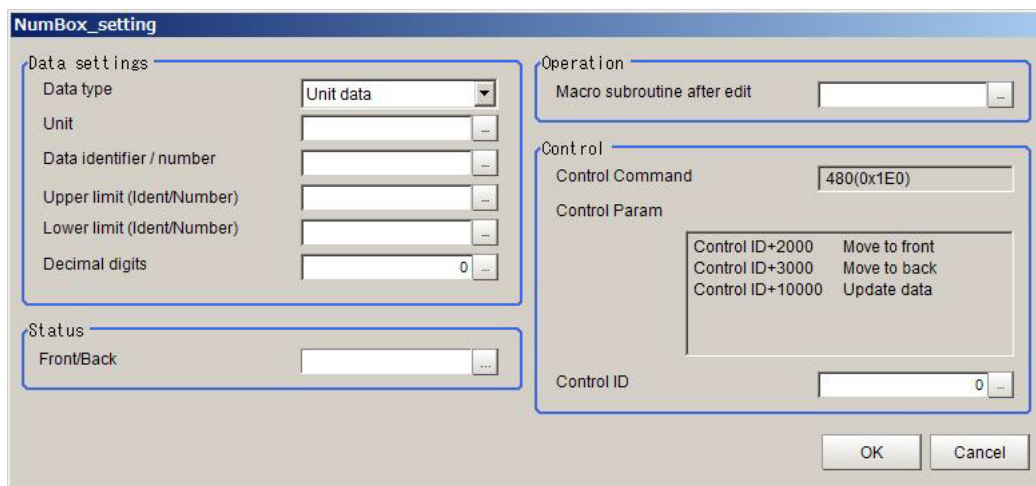 NumBox_setting
Data settings
Data type
Unit data
Unit
...
Data identifier / number
...
Upper limit (Ident/Number)
...
Lower limit (Ident/Number)
...
Decimal digits
0 ...
Status
Front/Back
...
Operation
Macro subroutine after edit
...
Control
Control Command
480(0x1E0)
Control Param
Control ID+2000 Move to front
Control ID+3000 Move to back
Control ID+10000 Update data
Control ID
0 ...
OK Cancel